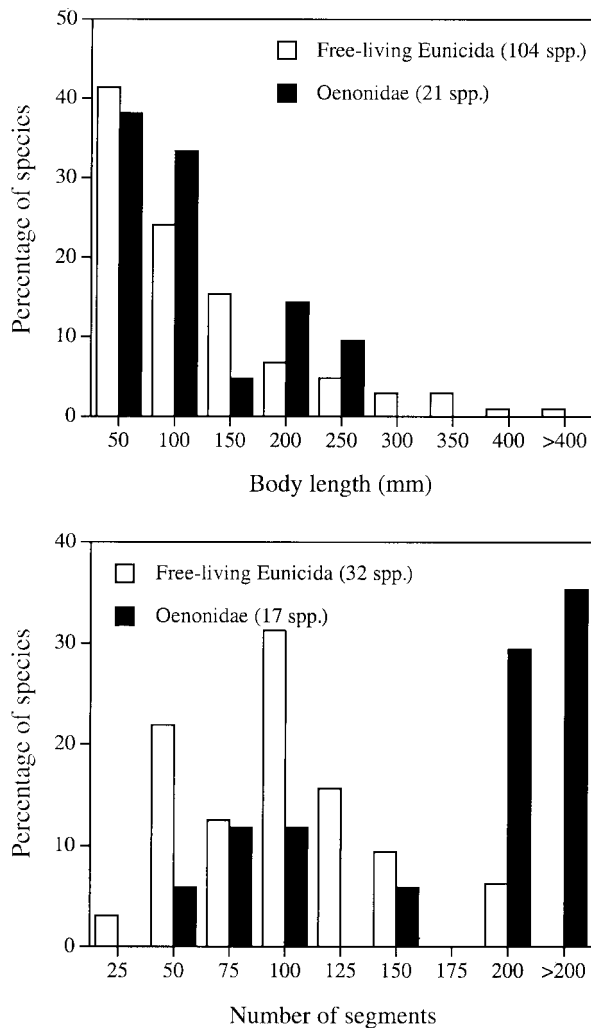 50
Free-living Eunicida (104 spp.)
40
Oenonidae (21 spp.)
30
20
10
0
Percentage of species
50 100 150 200 250 300 350 400 >400
Body length (mm)
40
Free-living Eunicida (32 spp.)
Oenonidae (17 spp.)
30
20
10
0
Percentage of species
25 50 75 100 125 150 175 200 >200
Number of segments